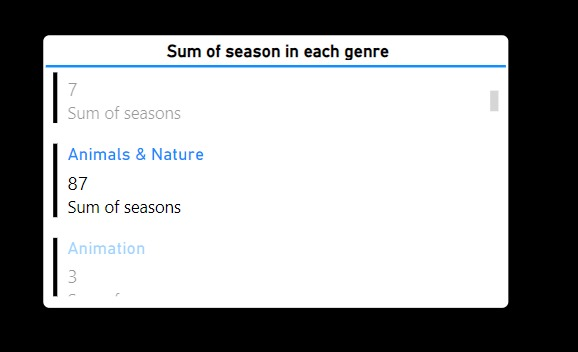 Sum of season in each genre
7
Sum of seasons
Animals & Nature
87
Sum of seasons
Animation
3